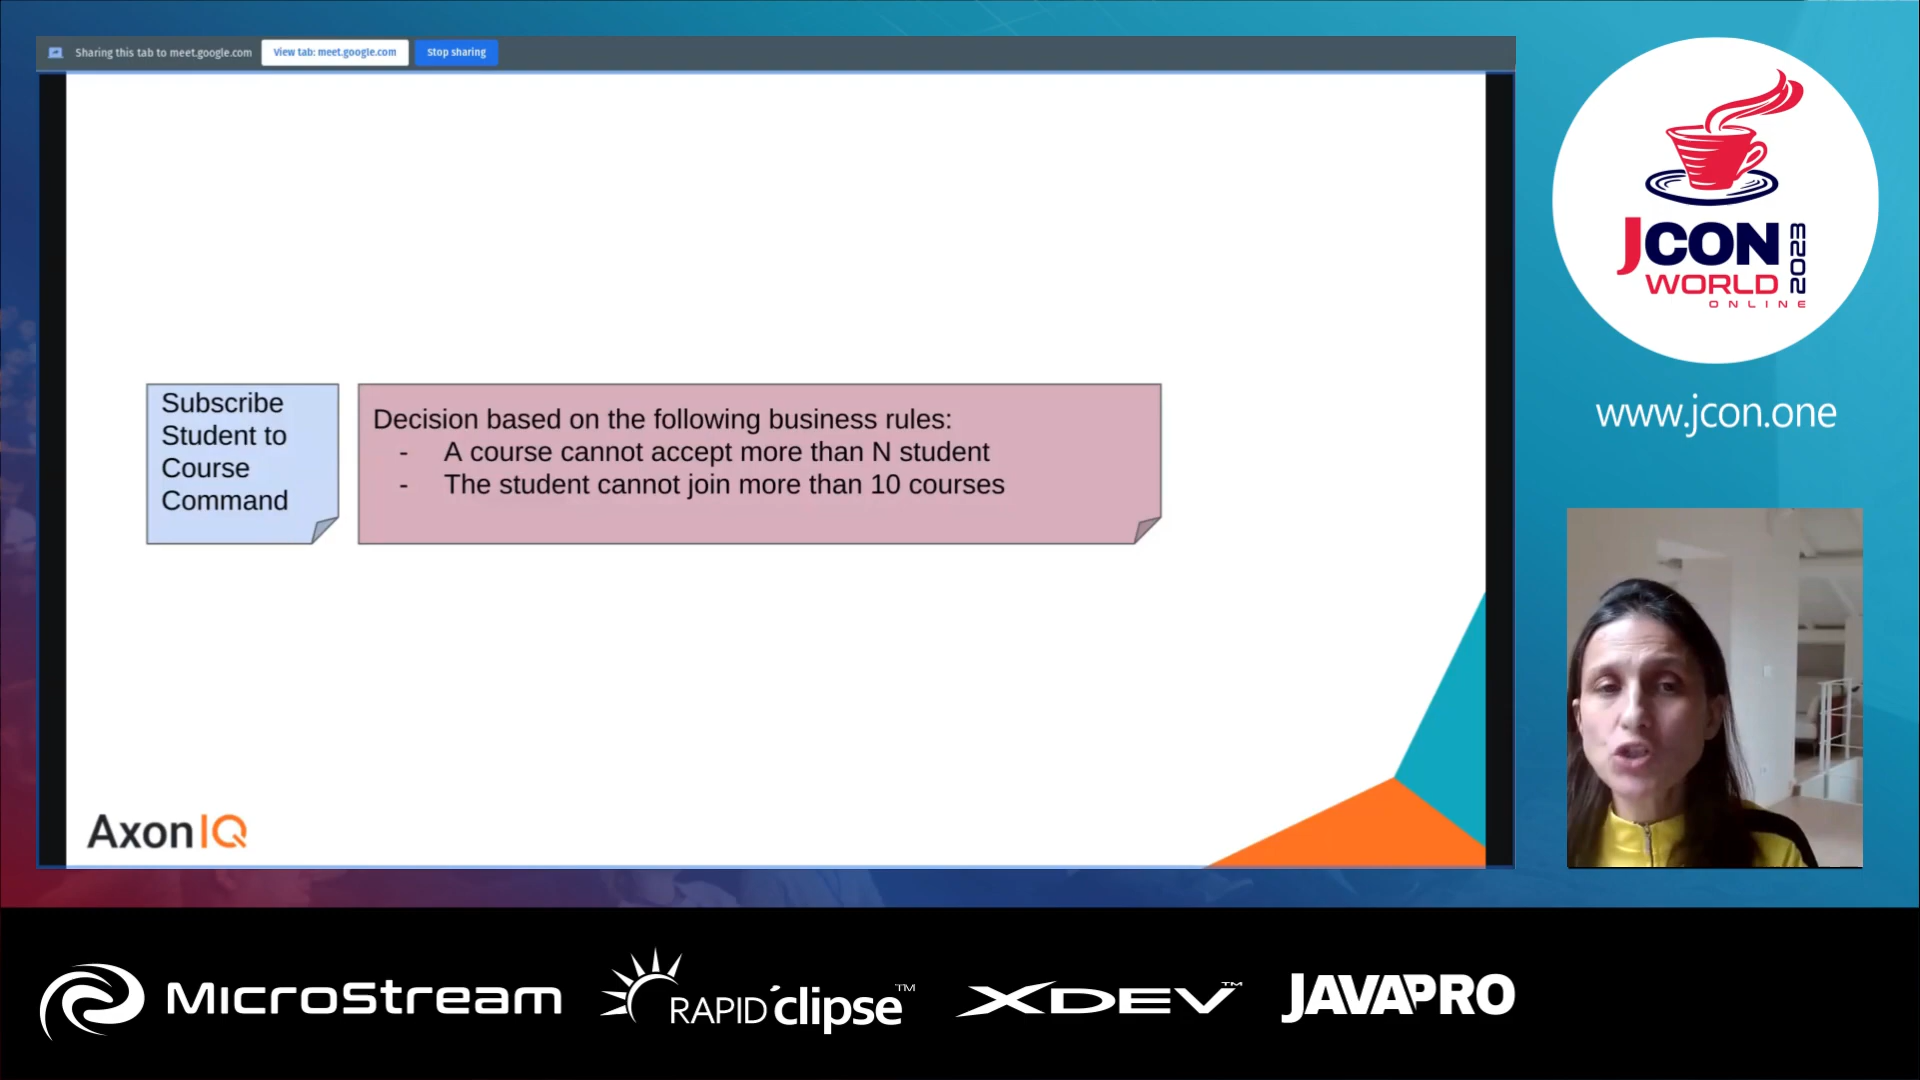 Sharing this tab to meet.google.com
View tab: meet.google.com
Stop sharing
Subscribe
Student to
Course
Command
Decision based on the following business rules:
- A course cannot accept more than N student
- The student cannot join more than 10 courses
AxonIQ
JCON
2023
WORLD
ONLINE
www.jcon.one
MicroStream
RAPID'clipse™
XDEV™
JAVAPRO